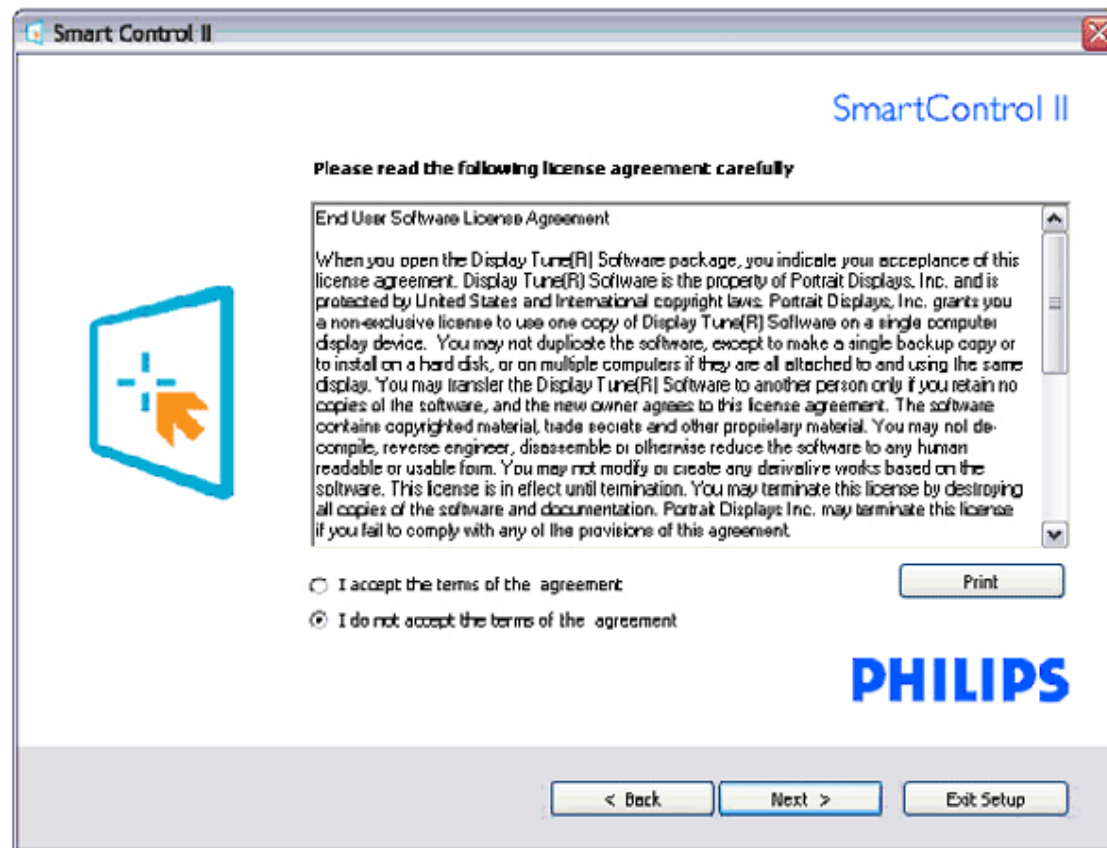 Smart Control II
SmartControl II
Please read the following license agreement carefully
End User Software License Agreement
When you open the Display Tune(R) Software package, you indicate your acceptance of this
license agreement. Display Tune(R) Software is the property of Portrait Displays, Inc. and is
protected by United States and International copyright laws. Portrait Displays, Inc. grants you
a non-exclusive license to use one copy of Display Tune(R) Software on a single computer
display device. You may not duplicate the software, except to make a single backup copy or
to install on a hard disk, or on multiple computers if they are all attached to and using the same
display. You may transfer the Display Tune(R) Software to another person only if you retain no
copies of the software, and the new owner agrees to this license agreement. The software
contains copyrighted material, trade secrets and other proprietary material. You may not de-
compile, reverse engineer, disassemble or otherwise reduce the software to any human
readable or usable form. You may not modify or create any derivative works based on the
software. This license is in effect until termination. You may terminate this license by destroying
all copies of the software and documentation. Portrait Displays Inc. may terminate this license
if you fail to comply with any of the provisions of this agreement.
I accept the terms of the agreement
Print
I do not accept the terms of the agreement
PHILIPS
< Back
Next >
Exit Setup